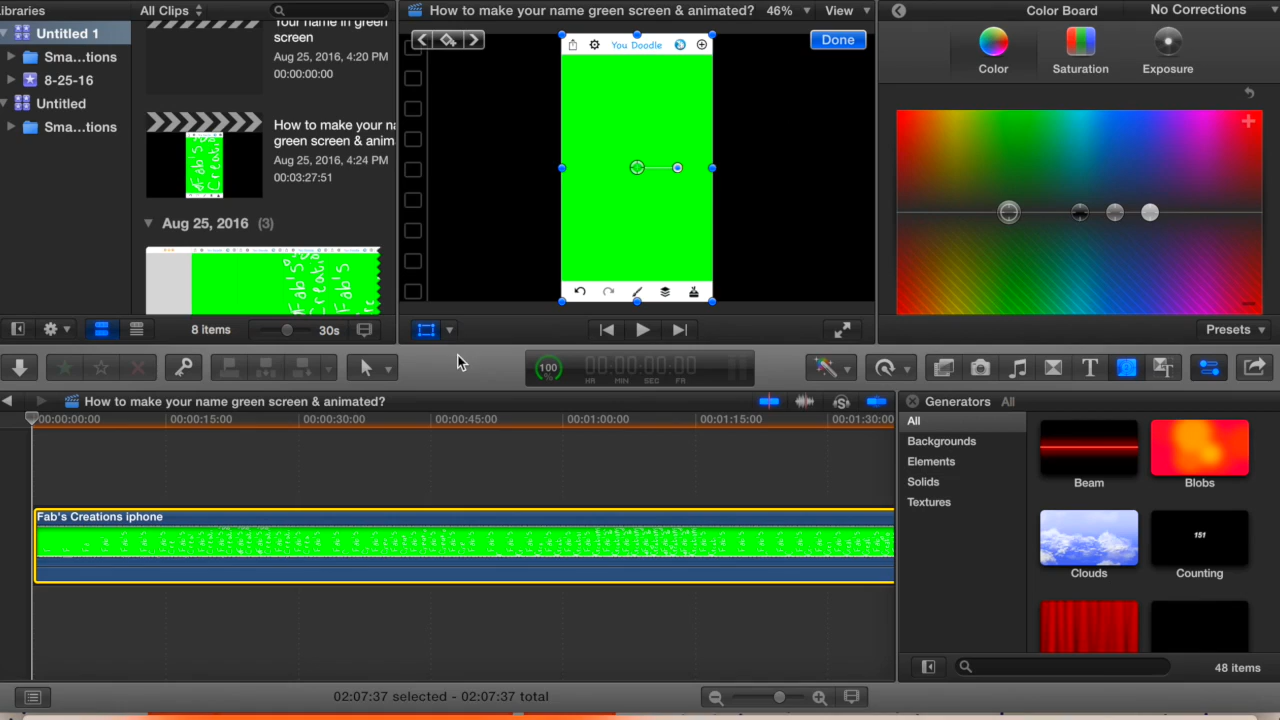 ibraries
All Clips
How to make your name green screen & animated?
46%
View
Color Board
No Corrections
Untitled 1
Sma...tions
8-25-16
Untitled
Sma...tions
Your name in green
screen
Aug 25, 2016, 4:20 PM
00:00:00:00
How to make your na
green screen & anim
Aug 25, 2016, 4:24 PM
00:03:27:51
Fab's
Creati
Aug 25, 2016 (3)
You Doodle
Done
Color
Saturation
Exposure
8 items
30s
Presets
100
%
00:00:00:00
HR MIN SEC FR
T
How to make your name green screen & animated?
00:00:00:00
00:00:15:00
00:00:30:00
00:00:45:00
00:01:00:00
00:01:15:00
00:01:30:00
Fab's Creations iphone
Generators
All
All
Backgrounds
Elements
Solids
Textures
Beam
Blobs
Clouds
151
Counting
48 items
02:07:37 selected - 02:07:37 total